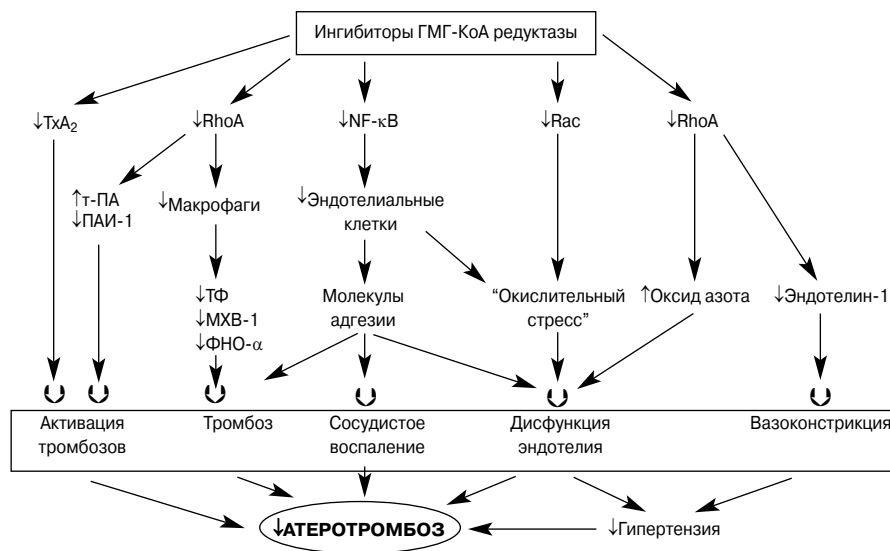 Ингибиторы ГМГ-КоА редуктазы
↓TxA₂
↓RhoA
↓NF-κB
↓Rac
↓RhoA
↑т-ПА
↓ПАИ-1
↓Макрофаги
↓Эндотелиальные
клетки
↓ТФ
↓МХВ-1
↓ФНО-α
Молекулы
адгезии
“Окислительный
стресс”
↑Оксид азота
↓Эндотелин-1
Активация
тромбозов
Тромбоз
Сосудистое
воспаление
Дисфункция
эндотелия
Вазоконстрикция
↓АТЕРОТРОМБОЗ
↓Гипертензия